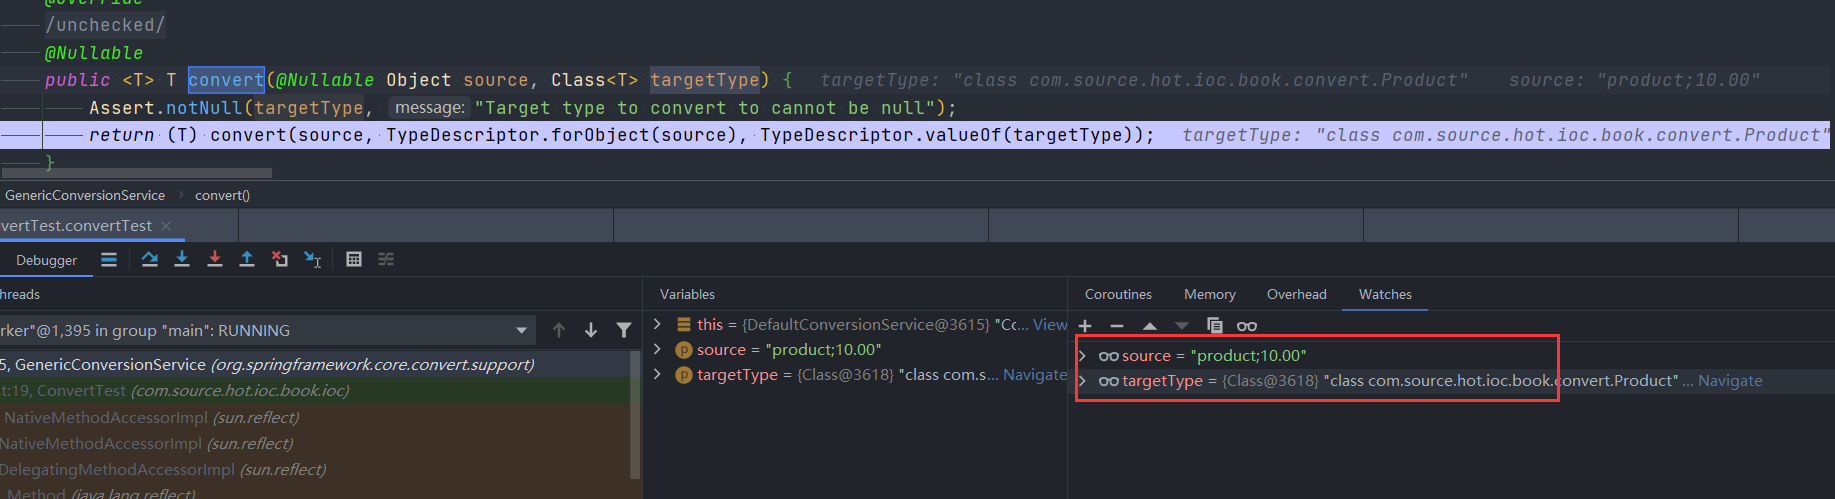 @Override
/unchecked/
@Nullable
public <T> T convert(@Nullable Object source, Class<T> targetType) { targetType: "class com.source.hot.ioc.book.convert.Product" source: "product;10.00"
Assert.notNull(targetType, message: "Target type to convert to cannot be null");
return (T) convert(source, TypeDescriptor.forObject(source), TypeDescriptor.valueOf(targetType)); targetType: "class com.source.hot.ioc.book.convert.Product"
}
GenericConversionService › convert()
vertTest.convertTest ×
Debugger
hreads
Variables
Coroutines Memory Overhead Watches
rker"@1,395 in group "main": RUNNING
this = {DefaultConversionService@3615} "Cc... View
source = "product;10.00"
targetType = {Class@3618} "class com.s... Navigate
source = "product;10.00"
targetType = {Class@3618} "class com.source.hot.ioc.book.convert.Product" ... Navigate
5, GenericConversionService (org.springframework.core.convert.support)
t:19, ConvertTest (com.source.hot.ioc.book.ioc)
NativeMethodAccessorImpl (sun.reflect)
NativeMethodAccessorImpl (sun.reflect)
DelegatingMethodAccessorImpl (sun.reflect)
Method (java.lang.reflect)